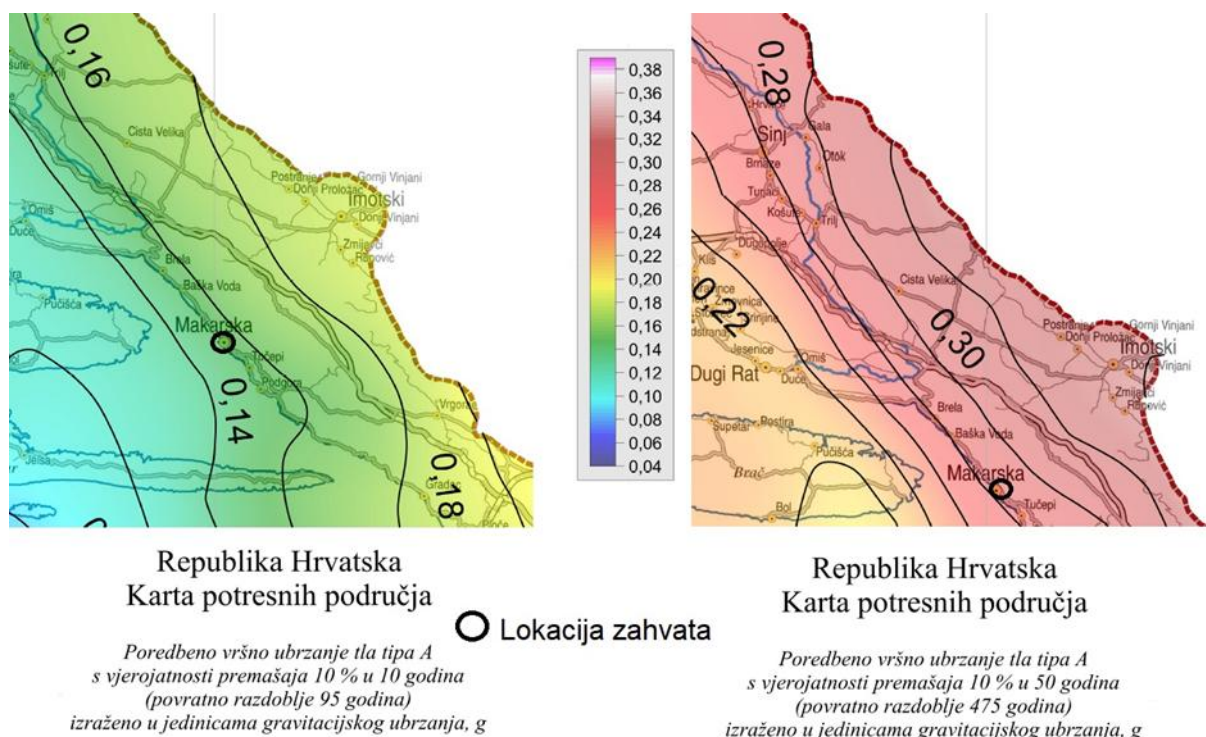 0,16
Trilj
Cista Velika
Gornji Vinjani
Postranje
Donji Proložac
Imotski
Donji Vinjani
Zmijavci
Omiš
Duće
Brela
Baška Voda
Pučišća
Makarska
Tučepi
Podgora
0,14
Bol
Vrgorac
Jelsa
0,18
Gradac
Ploče
0,38
0,36
0,34
0,32
0,30
0,28
0,26
0,24
0,22
0,20
0,18
0,16
0,14
0,12
0,10
0,08
0,06
0,04
0,28
Sinj
Gala
Otok
Brnaze
Turjaci
Košute
Trilj
Dugopolje
Klis
0,22
Cista Velika
0,30
Gornji Vinjani
Postranje
Donji Proložac
Imotski
Zmijavci
Jesenice
Omiš
Dugi Rat
Duće
Brela
Supetar
Postira
Baška Voda
Pučišća
Brač
Makarska
Bol
Tučepi
Republika Hrvatska
Karta potresnih područja
Poredbeno vršno ubrzanje tla tipa A
s vjerojatnosti premašaja 10 % u 10 godina
(povratno razdoblje 95 godina)
izraženo u jedinicama gravitacijskog ubrzanja, g
Lokacija zahvata
Republika Hrvatska
Karta potresnih područja
Poredbeno vršno ubrzanje tla tipa A
s vjerojatnosti premašaja 10 % u 50 godina
(povratno razdoblje 475 godina)
izraženo u jedinicama gravitacijskog ubrzanja, g